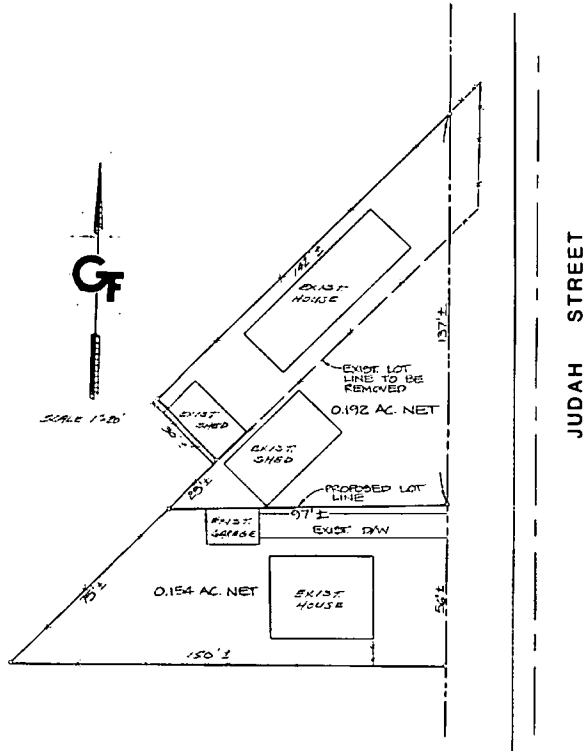 142'±
EXIST
HOUSE
GF
137'±
JUDAH STREET
EXIST. LOT
LINE TO BE
REMOVED
SCALE 1"=20'
0.192 AC. NET
EXIST
SHED
30'±
EXIST
SHED
25'±
PROPOSED LOT
LINE
97'±
EXIST.
GARAGE
EXIST. D/W
75'±
0.154 AC. NET
EXIST.
HOUSE
150'±